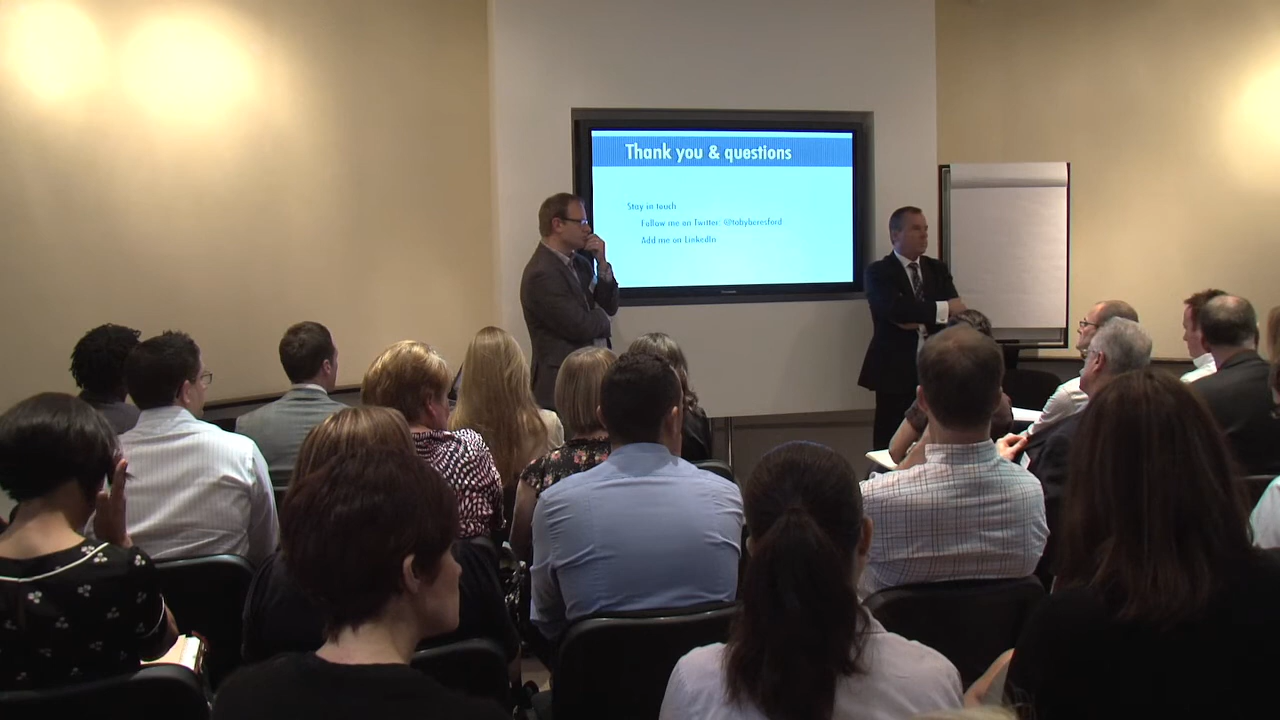 Thank you & questions
Stay in touch
Follow me on Twitter: @tobyberesford
Add me on LinkedIn